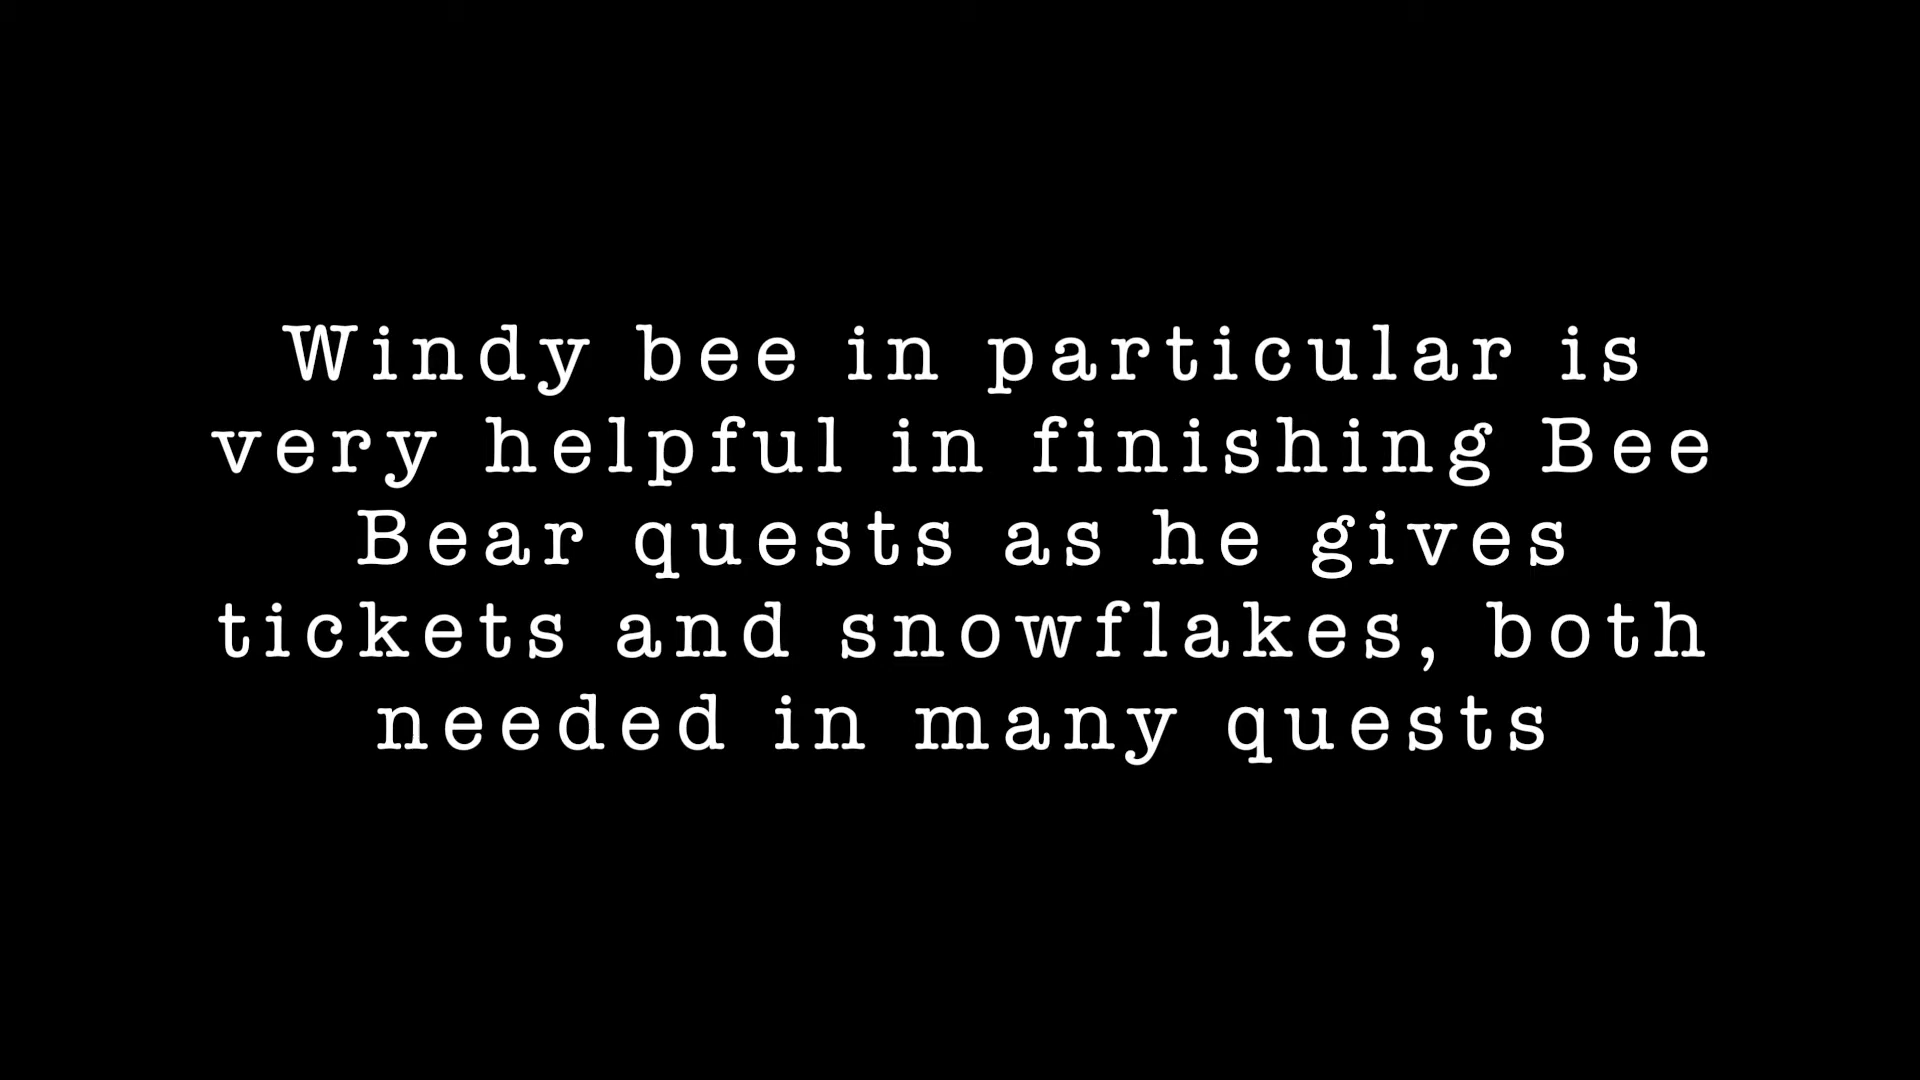 Windy bee in particular is
very helpful in finishing Bee
Bear quests as he gives
tickets and snowflakes, both
needed in many quests